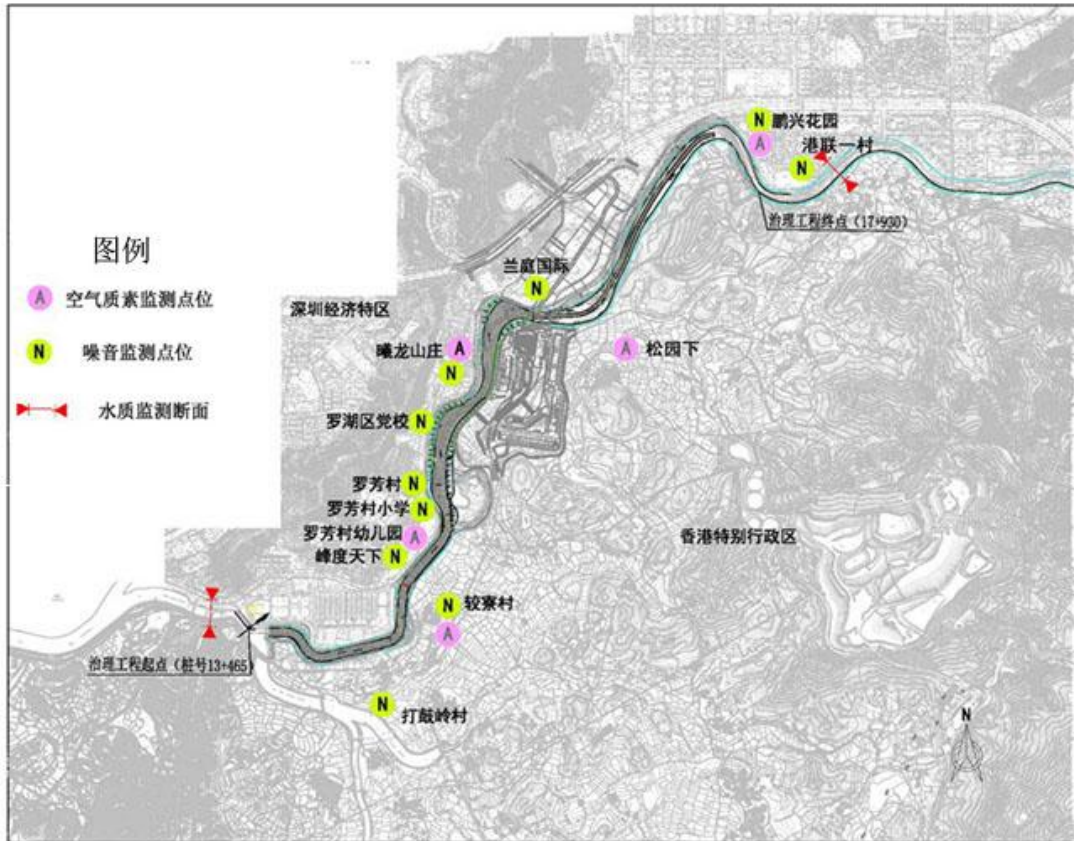 N
鹏兴花园
A
港联一村
N
治理工程终点（17+930）
图例
A
空气质素监测点位
N
噪音监测点位
水质监测断面
兰庭国际
N
深圳经济特区
曦龙山庄
A
N
A
松园下
罗湖区党校
N
罗芳村
N
罗芳村小学
N
罗芳村幼儿园
A
峰度天下
N
香港特别行政区
N
较寮村
A
治理工程起点（桩号13+465）
N
打鼓岭村
N